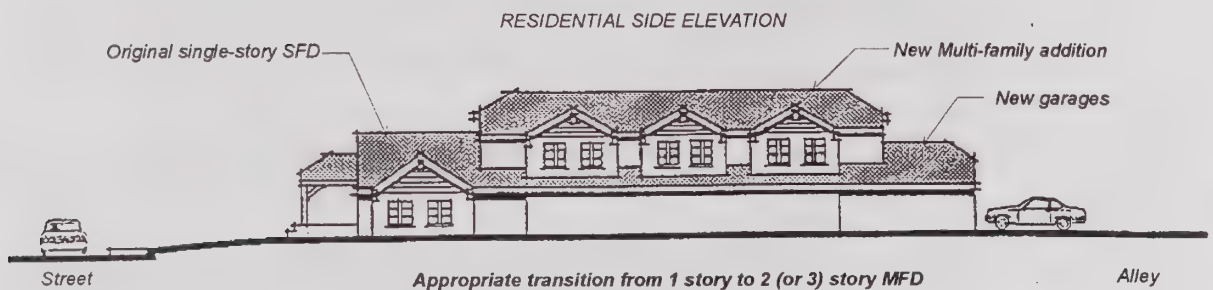 RESIDENTIAL SIDE ELEVATION
Original single-story SFD
New Multi-family addition
New garages
Street
Appropriate transition from 1 story to 2 (or 3) story MFD
Alley